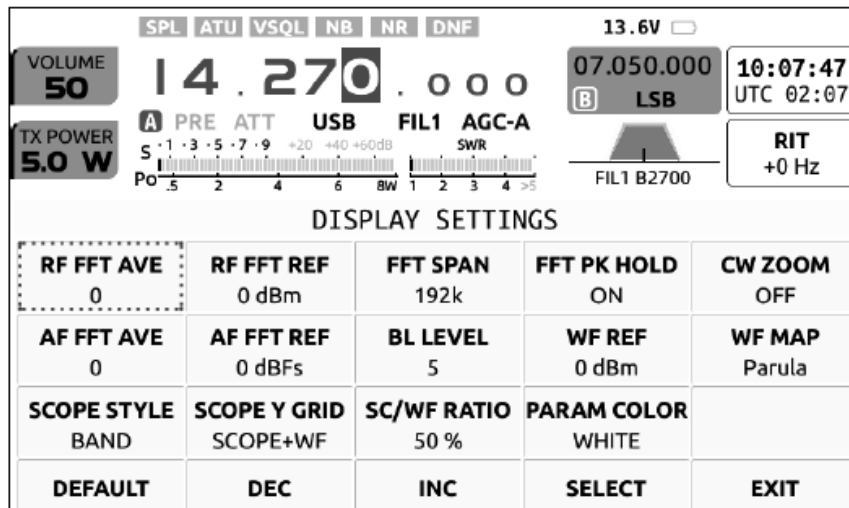 SPL ATU VSQL NB NR DNF 13.6V
VOLUME
50
14.270.000
07.050.000
B LSB
10:07:47
UTC 02:07
TX POWER
5.0 W
A PRE ATT USB FIL1 AGC-A
S ·1 ·3 ·5 ·7 ·9 +20 +40 +60dB SWR
Po .5 2 4 6 8W 1 2 3 4 >5
FIL1 B2700
RIT
+0 Hz
DISPLAY SETTINGS
RF FFT AVE RF FFT REF FFT SPAN FFT PK HOLD CW ZOOM
0 0 dBm 192k ON OFF
AF FFT AVE AF FFT REF BL LEVEL WF REF WF MAP
0 0 dBFs 5 0 dBm Parula
SCOPE STYLE SCOPE Y GRID SC/WF RATIO PARAM COLOR
BAND SCOPE+WF 50 % WHITE
DEFAULT DEC INC SELECT EXIT